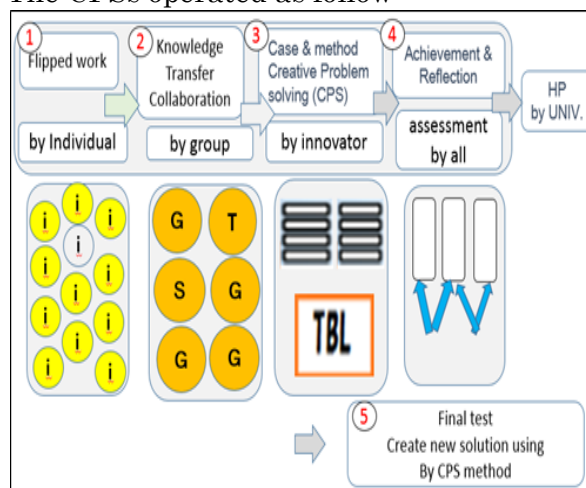 The CPSs operated as follow
1
Flipped work
by Individual
2
Knowledge
Transfer
Collaboration
by group
3
Case & method
Creative Problem
solving (CPS)
by innovator
4
Achievement &
Reflection
assessment
by all
HP
by UNIV.
i
i
i
i
i
i
i
i
i
i
i
i
i
G T
S G
G G
TBL
5
Final test
Create new solution using
By CPS method